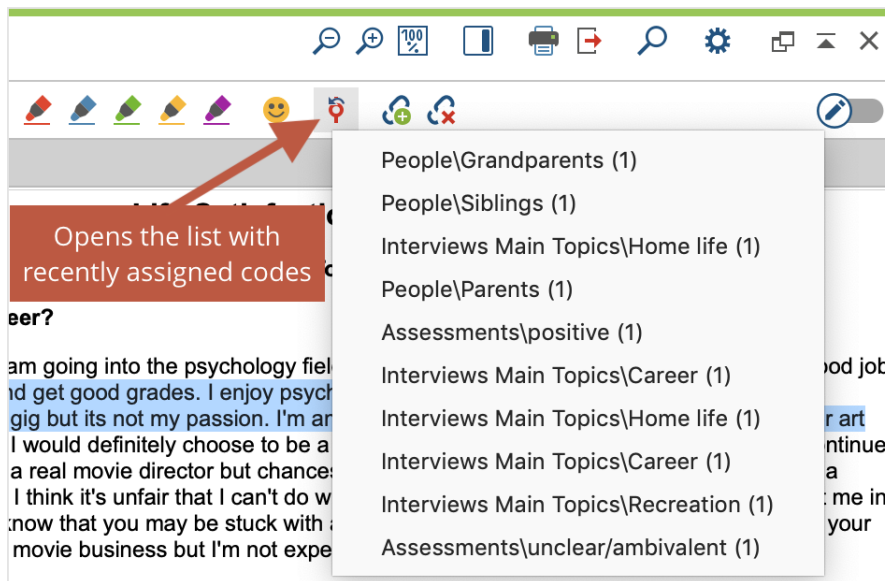 100
%
People\Grandparents (1)
People\Siblings (1)
Interviews Main Topics\Home life (1)
People\Parents (1)
Assessments\positive (1)
Interviews Main Topics\Career (1)
Interviews Main Topics\Home life (1)
Interviews Main Topics\Career (1)
Interviews Main Topics\Recreation (1)
Assessments\unclear/ambivalent (1)
Opens the list with
recently assigned codes
eer?
am going into the psychology fiel ood job
nd get good grades. I enjoy psych
gig but its not my passion. I'm an r art
I would definitely choose to be a ntinue
a real movie director but chances a
I think it's unfair that I can't do w t me in
know that you may be stuck with a your
movie business but I'm not expe